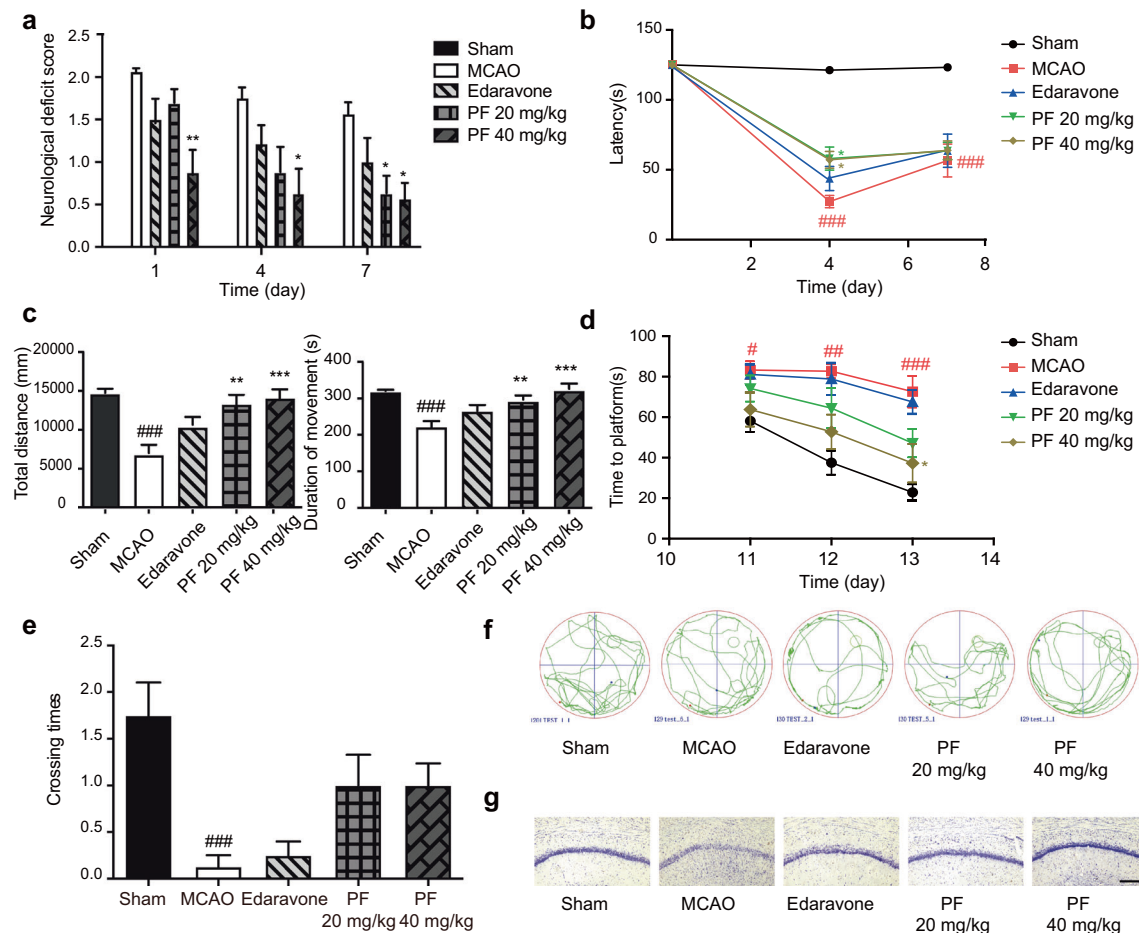 a
Neurological deficit score
2.5
2.0
1.5
1.0
0.5
0.0
**
*
* *
1 4 7
Time (day)
Sham
MCAO
Edaravone
PF 20 mg/kg
PF 40 mg/kg
b
Latency(s)
150
100
50
0
*
*
###
###
2 4 6 8
Time (day)
Sham
MCAO
Edaravone
PF 20 mg/kg
PF 40 mg/kg
c
Total distance (mm)
20000
15000
10000
5000
0
###
**
***
Sham
MCAO
Edaravone
PF 20 mg/kg
PF 40 mg/kg
Duration of movement (s)
400
300
200
100
0
###
**
***
Sham
MCAO
Edaravone
PF 20 mg/kg
PF 40 mg/kg
d
Time to platform(s)
100
80
60
40
20
0
# ## ###
*
10 11 12 13 14
Time (day)
Sham
MCAO
Edaravone
PF 20 mg/kg
PF 40 mg/kg
e
Crossing times
2.5
2.0
1.5
1.0
0.5
0.0
###
Sham MCAO Edaravone PF PF
20 mg/kg 40 mg/kg
f
Sham MCAO Edaravone PF PF
20 mg/kg 40 mg/kg
g
Sham MCAO Edaravone PF PF
20 mg/kg 40 mg/kg